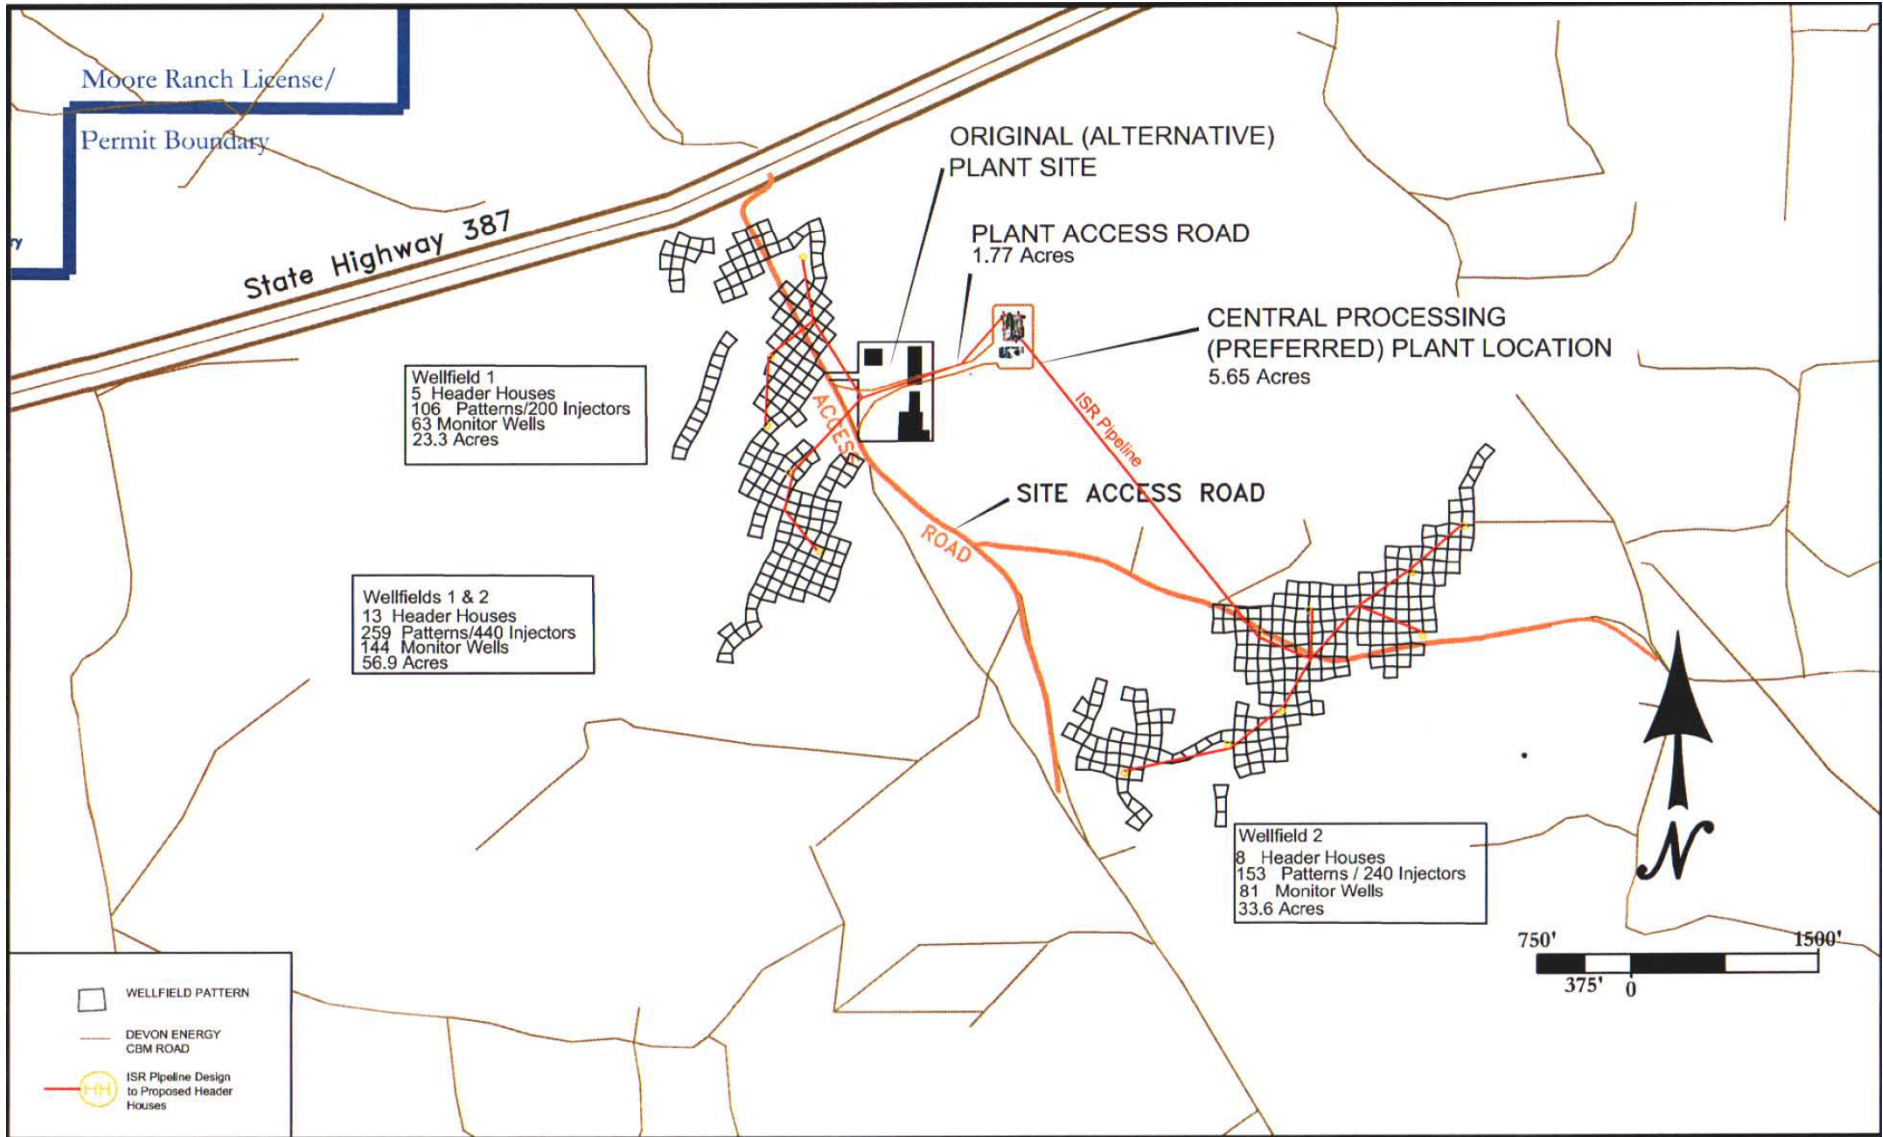 Moore Ranch License/
Permit Boundary
ry
State Highway 387
ORIGINAL (ALTERNATIVE)
PLANT SITE
PLANT ACCESS ROAD
1.77 Acres
CENTRAL PROCESSING
(PREFERRED) PLANT LOCATION
5.65 Acres
Wellfield 1
5 Header Houses
106 Patterns/200 Injectors
63 Monitor Wells
23.3 Acres
ACCESS
ROAD
ISR Pipeline
SITE ACCESS ROAD
Wellfields 1 & 2
13 Header Houses
259 Patterns/440 Injectors
144 Monitor Wells
56.9 Acres
Wellfield 2
8 Header Houses
153 Patterns / 240 Injectors
81 Monitor Wells
33.6 Acres
N
750' 1500'
375' 0
WELLFIELD PATTERN
DEVON ENERGY
CBM ROAD
HH
ISR Pipeline Design
to Proposed Header
Houses